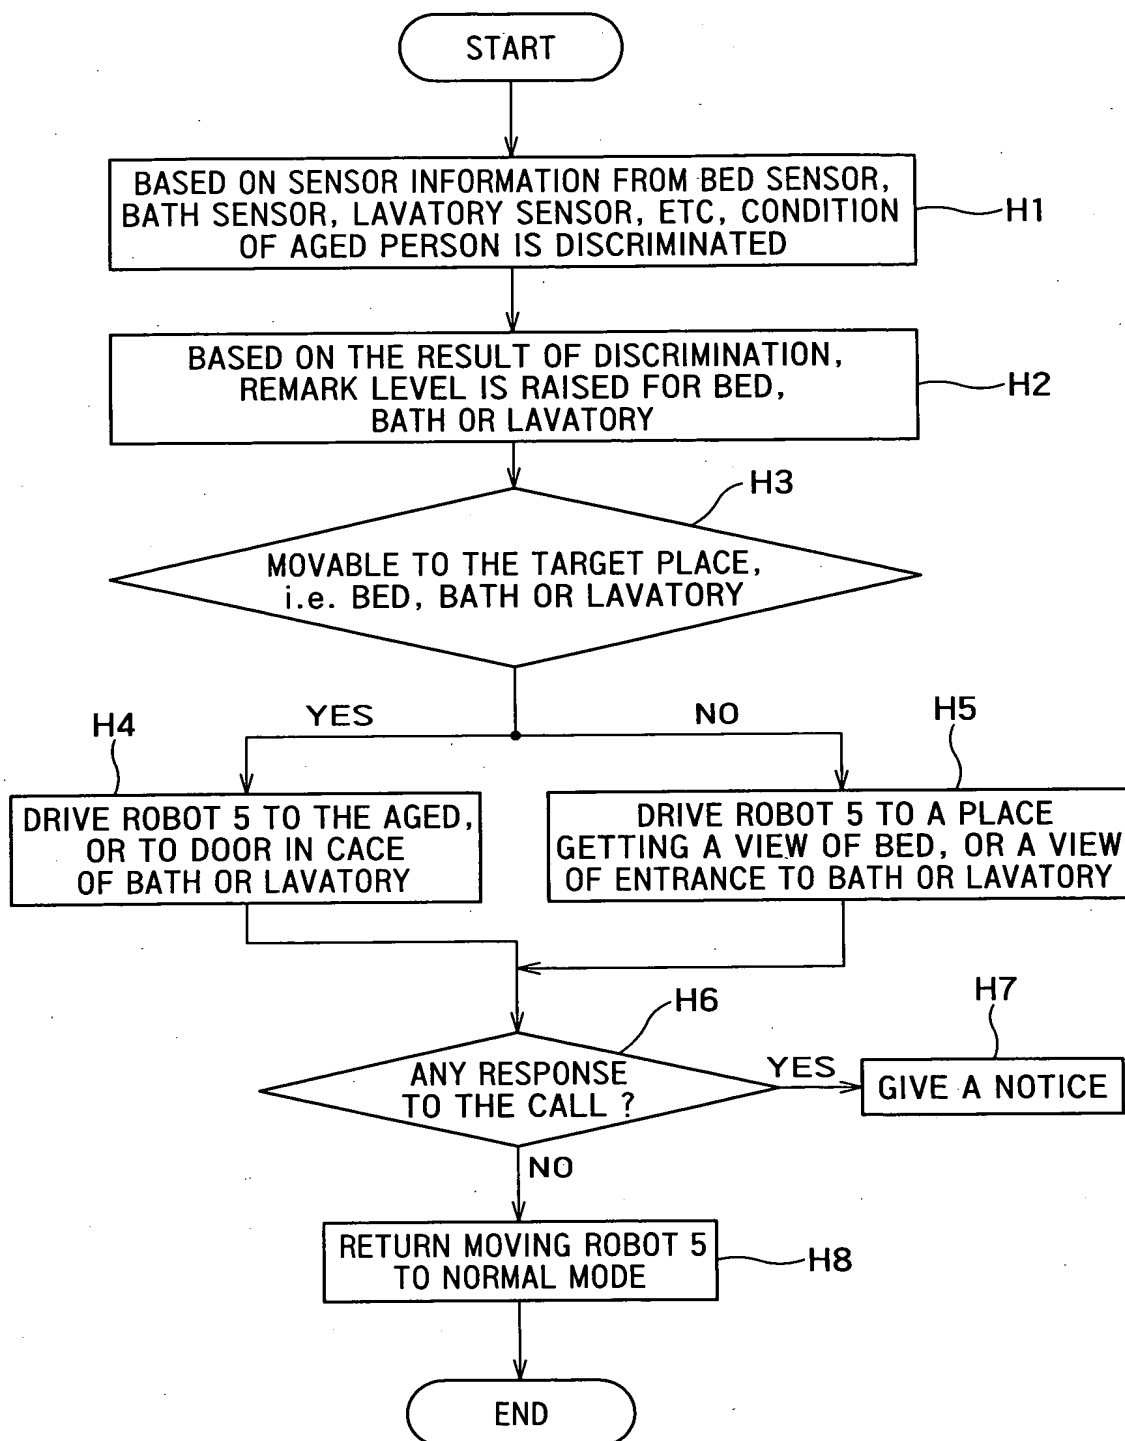 START
BASED ON SENSOR INFORMATION FROM BED SENSOR,
BATH SENSOR, LAVATORY SENSOR, ETC, CONDITION
OF AGED PERSON IS DISCRIMINATED
H1
BASED ON THE RESULT OF DISCRIMINATION,
REMARK LEVEL IS RAISED FOR BED,
BATH OR LAVATORY
H2
H3
MOVABLE TO THE TARGET PLACE,
i.e. BED, BATH OR LAVATORY
YES
NO
H4
DRIVE ROBOT 5 TO THE AGED,
OR TO DOOR IN CACE
OF BATH OR LAVATORY
H5
DRIVE ROBOT 5 TO A PLACE
GETTING A VIEW OF BED, OR A VIEW
OF ENTRANCE TO BATH OR LAVATORY
H6
ANY RESPONSE
TO THE CALL ?
YES
H7
GIVE A NOTICE
NO
RETURN MOVING ROBOT 5
TO NORMAL MODE
H8
END